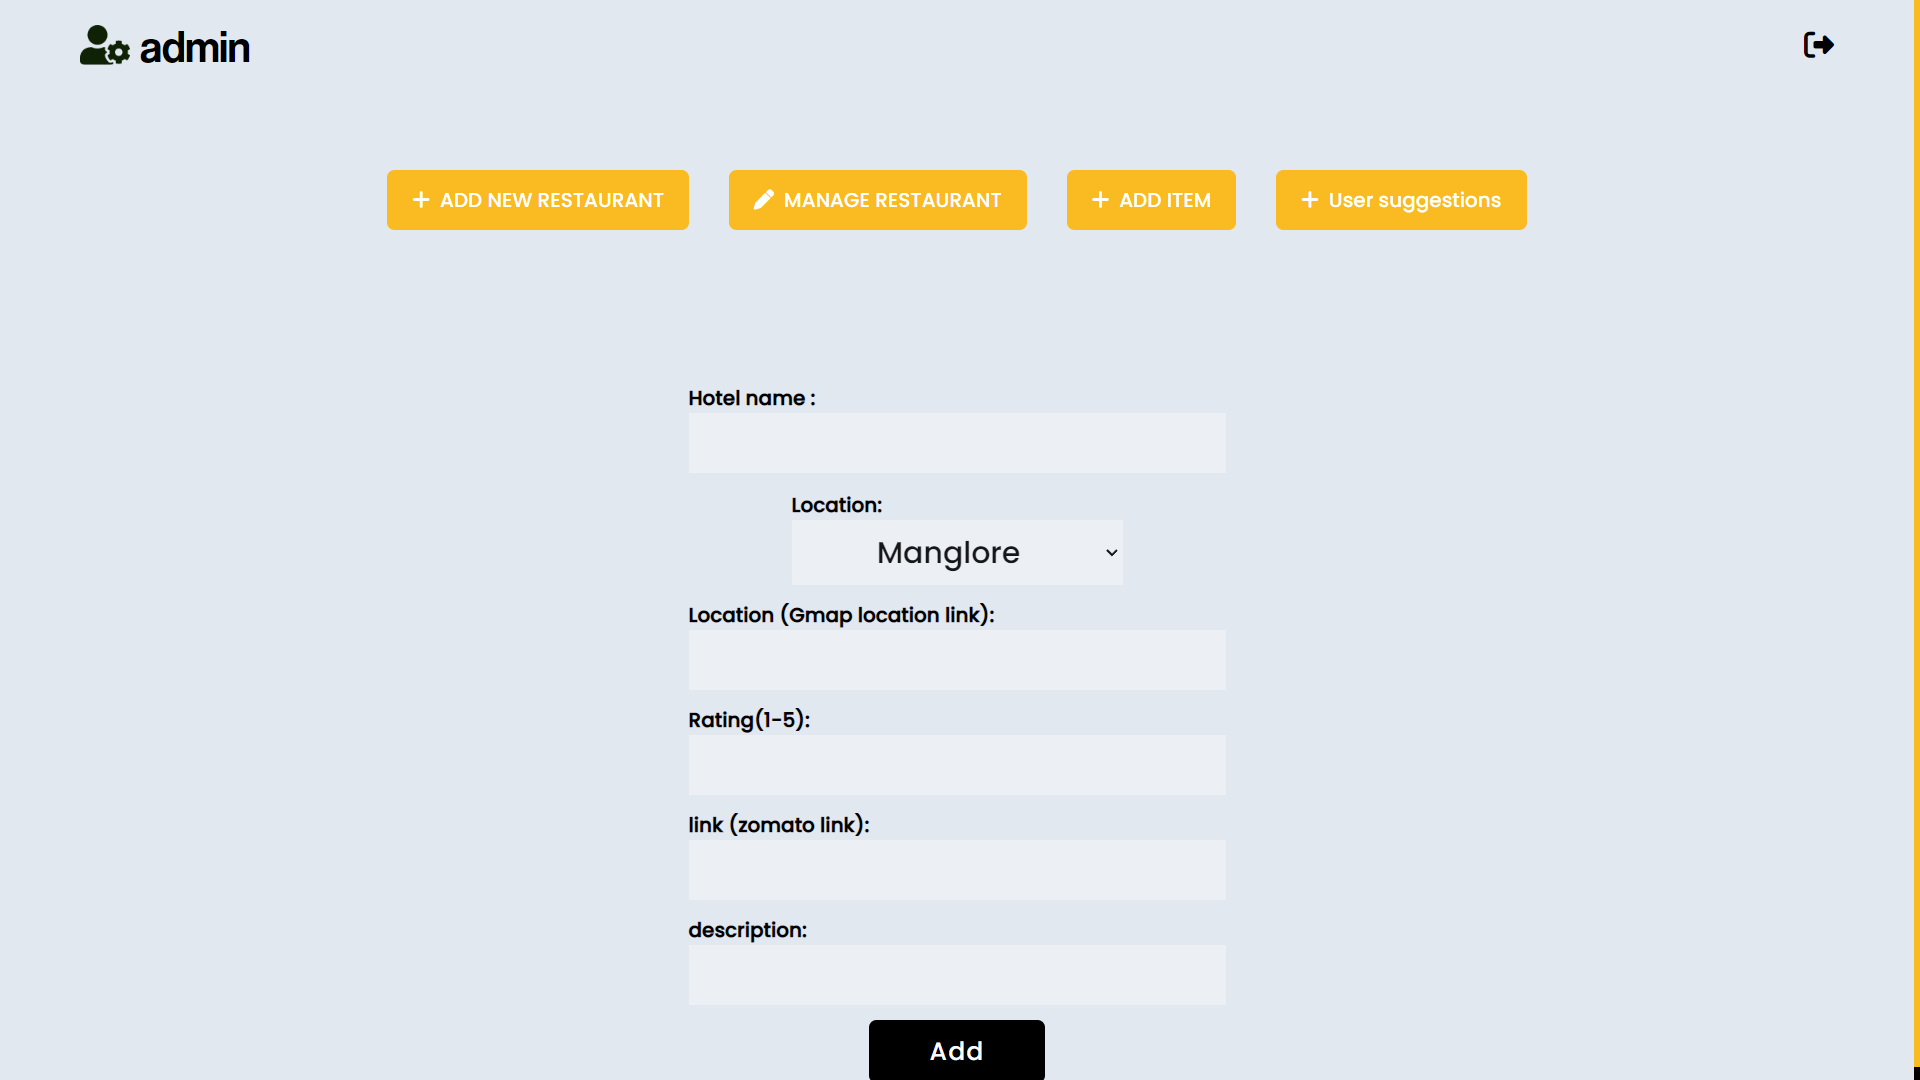 admin
ADD NEW RESTAURANT
MANAGE RESTAURANT
ADD ITEM
User suggestions
Hotel name :
Location:
Manglore
Location (Gmap location link):
Rating(1-5):
link (zomato link):
description:
Add